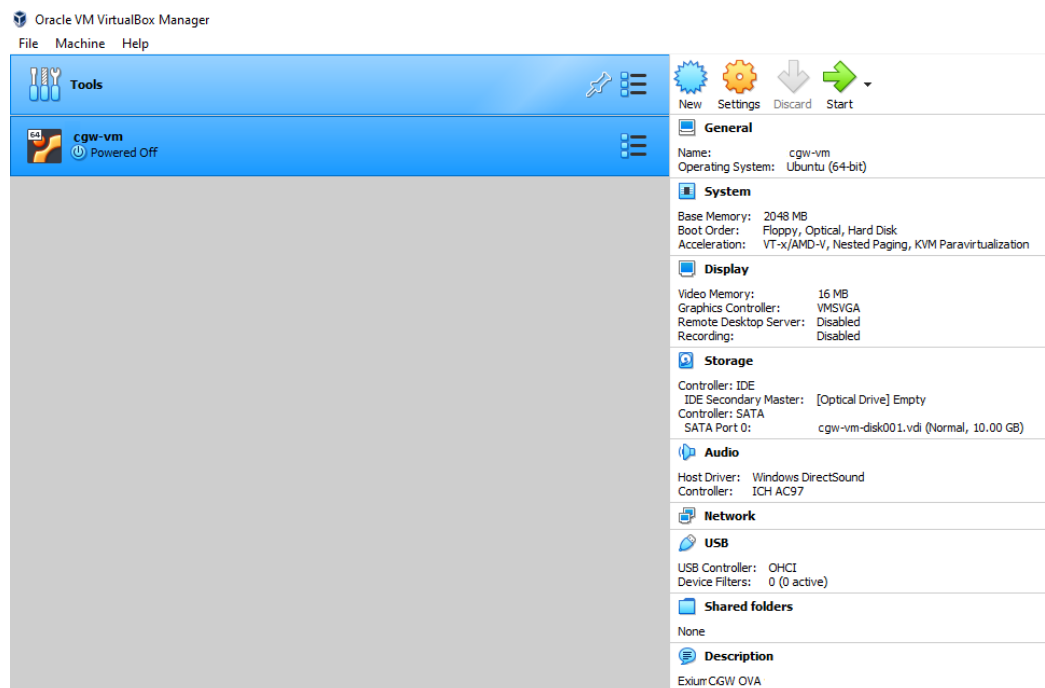 Oracle VM VirtualBox Manager
File Machine Help
Tools
64
cgw-vm
Powered Off
New Settings Discard Start
General
Name: cgw-vm
Operating System: Ubuntu (64-bit)
System
Base Memory: 2048 MB
Boot Order: Floppy, Optical, Hard Disk
Acceleration: VT-x/AMD-V, Nested Paging, KVM Paravirtualization
Display
Video Memory: 16 MB
Graphics Controller: VMSVGA
Remote Desktop Server: Disabled
Recording: Disabled
Storage
Controller: IDE
IDE Secondary Master: [Optical Drive] Empty
Controller: SATA
SATA Port 0: cgw-vm-disk001.vdi (Normal, 10.00 GB)
Audio
Host Driver: Windows DirectSound
Controller: ICH AC97
Network
USB
USB Controller: OHCI
Device Filters: 0 (0 active)
Shared folders
None
Description
Exium CGW OVA